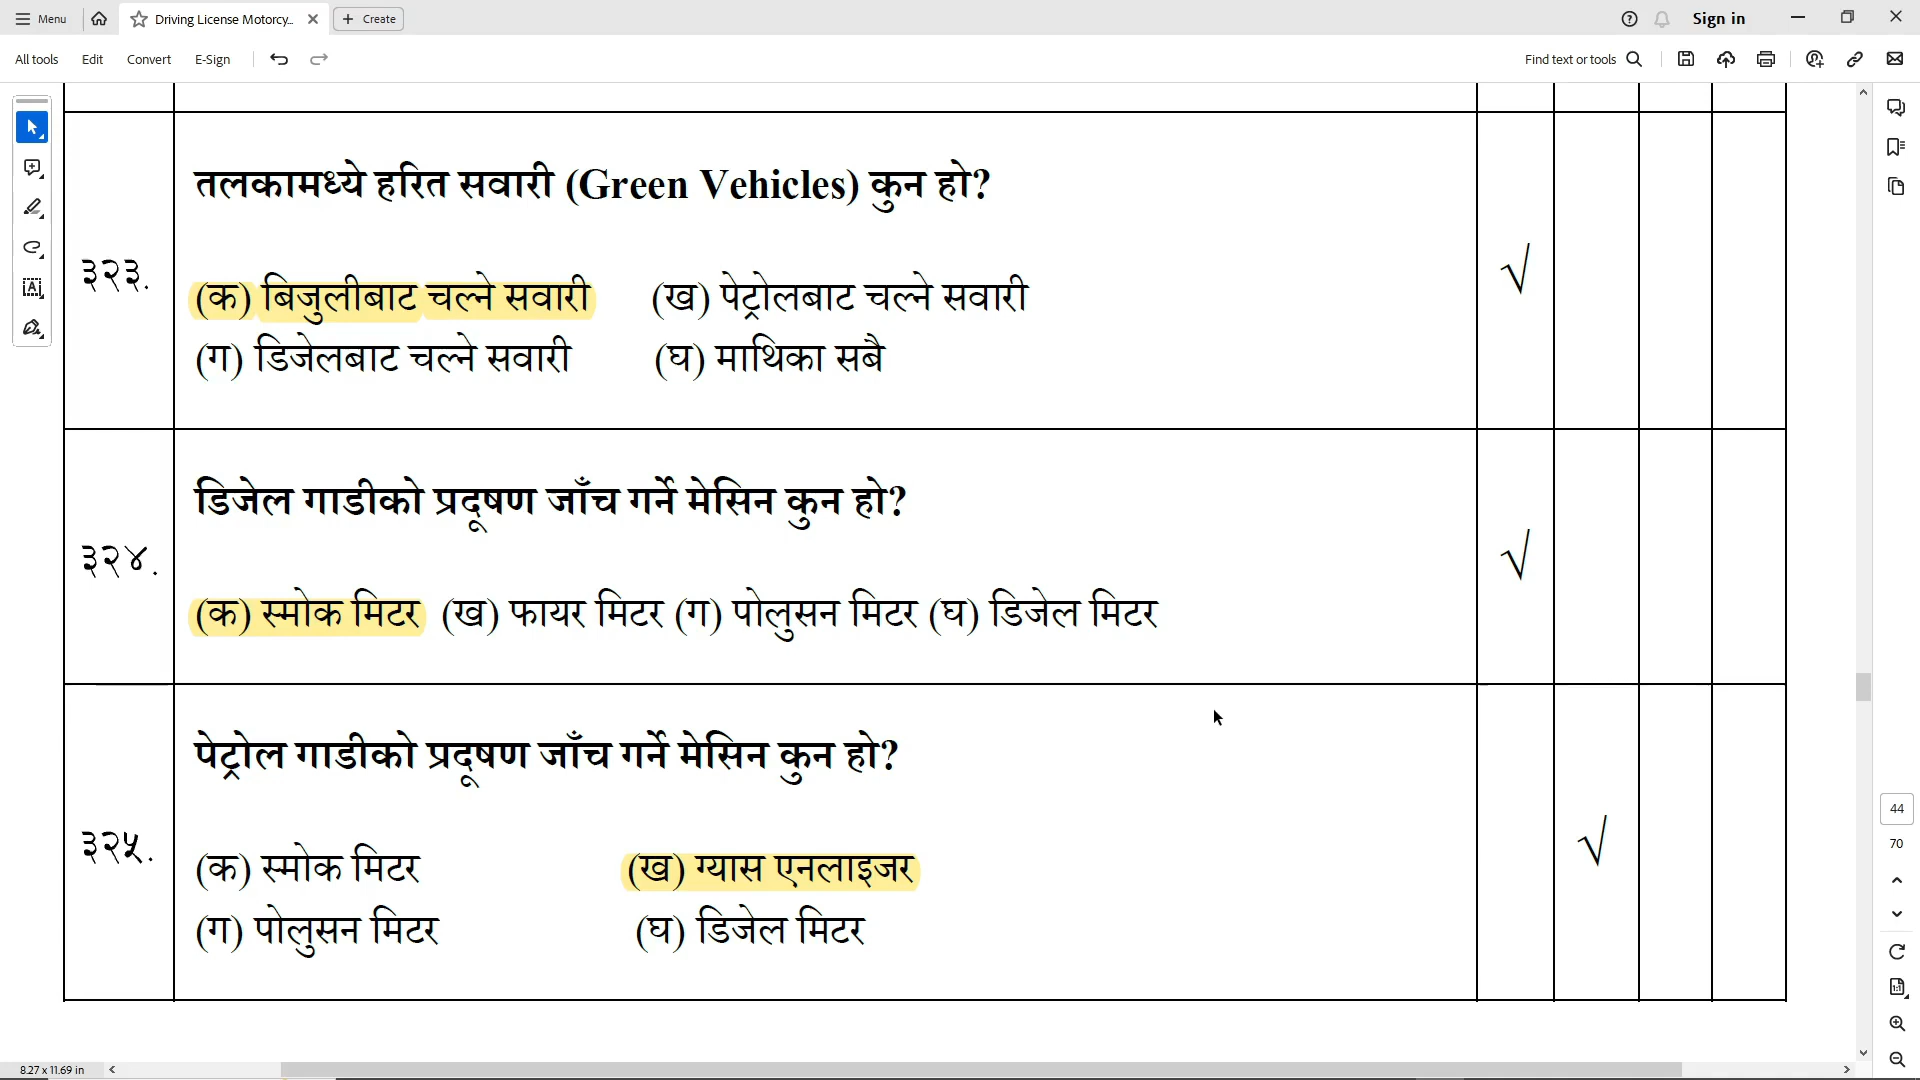 Menu
Driving License Motorcy...
Create
Sign in
All tools
Edit
Convert
E-Sign
Find text or tools
तलकामध्ये हरित सवारी (Green Vehicles) कुन हो?
३२३.
(क) बिजुलीबाट चल्ने सवारी (ख) पेट्रोलबाट चल्ने सवारी
√
(ग) डिजेलबाट चल्ने सवारी (घ) माथिका सबै
डिजेल गाडीको प्रदूषण जाँच गर्ने मेसिन कुन हो?
३२४.
√
(क) स्मोक मिटर (ख) फायर मिटर (ग) पोलुसन मिटर (घ) डिजेल मिटर
पेट्रोल गाडीको प्रदूषण जाँच गर्ने मेसिन कुन हो?
३२५.
√
(क) स्मोक मिटर (ख) ग्यास एनलाइजर
(ग) पोलुसन मिटर (घ) डिजेल मिटर
44
70
8.27 x 11.69 in